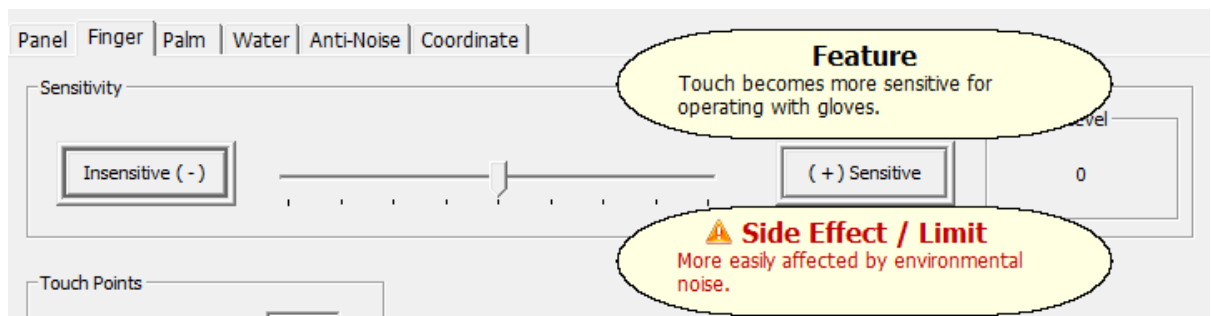 Panel Finger Palm Water Anti-Noise Coordinate
Feature
Touch becomes more sensitive for
operating with gloves.
Sensitivity
Insensitive ( - )
( + ) Sensitive
0
Side Effect / Limit
More easily affected by environmental
noise.
Touch Points